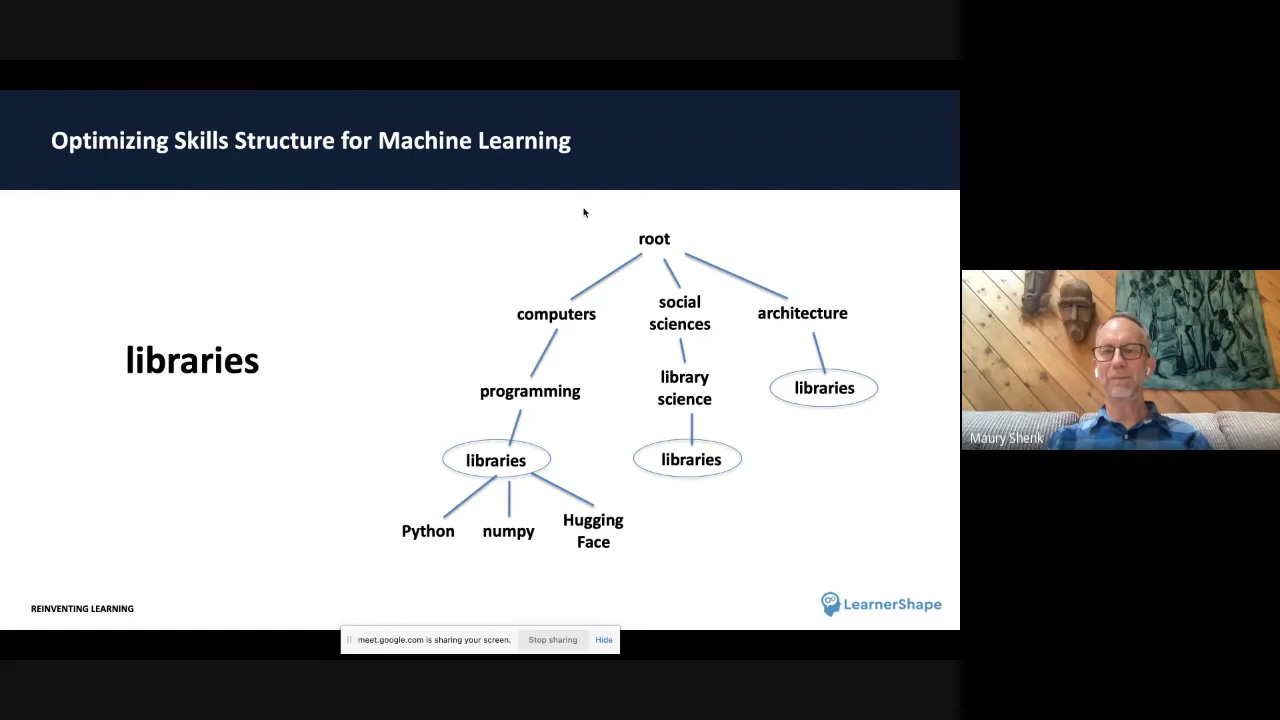 Optimizing Skills Structure for Machine Learning
root
computers
social
sciences
architecture
libraries
programming
library
science
libraries
libraries
libraries
Python
numpy
Hugging
Face
REINVENTING LEARNING
LearnerShape
meet.google.com is sharing your screen.
Stop sharing
Hide
Maury Shenk